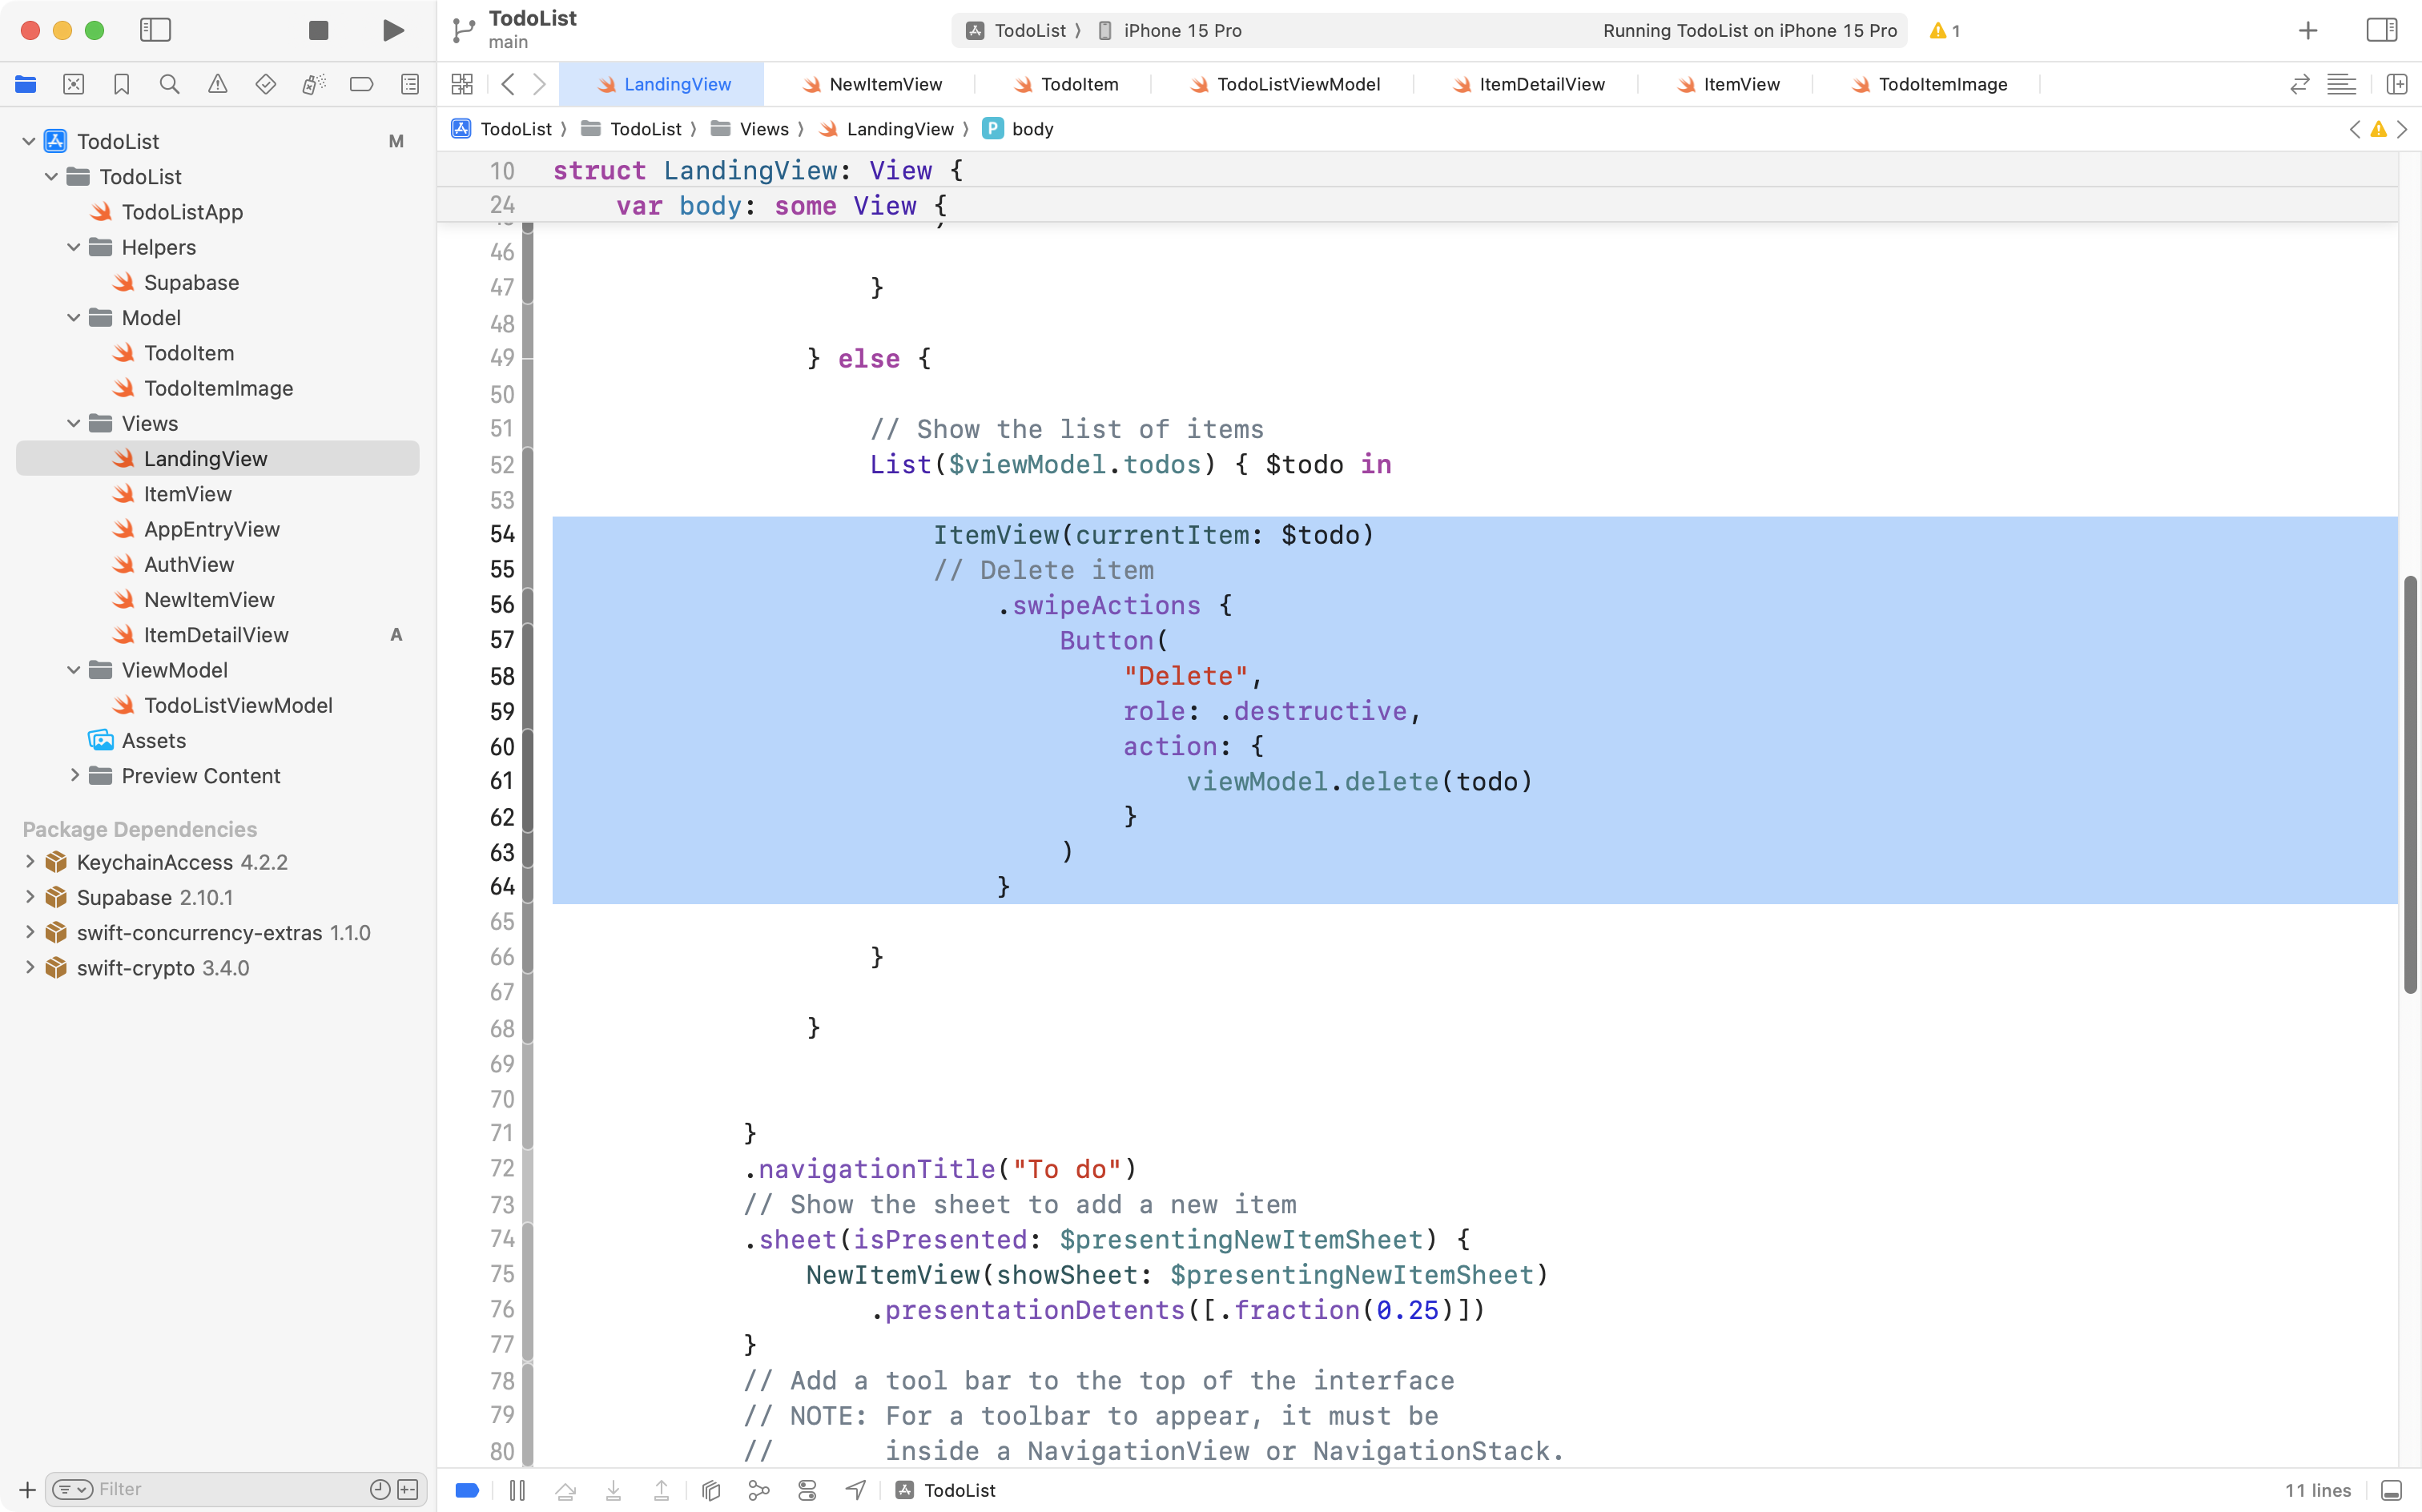 TodoList
main
TodoList 〉 iPhone 15 Pro
Running TodoList on iPhone 15 Pro
1
LandingView
NewItemView
TodoItem
TodoListViewModel
ItemDetailView
ItemView
TodoItemImage
TodoList 〉 TodoList 〉 Views 〉 LandingView 〉 P body
TodoList M
TodoList
TodoListApp
Helpers
Supabase
Model
TodoItem
TodoItemImage
Views
LandingView
ItemView
AppEntryView
AuthView
NewItemView
ItemDetailView A
ViewModel
TodoListViewModel
Assets
Preview Content
Package Dependencies
KeychainAccess 4.2.2
Supabase 2.10.1
swift-concurrency-extras 1.1.0
swift-crypto 3.4.0
Filter
10 struct LandingView: View {
24 var body: some View {
46
47 }
48
49 } else {
50
51 // Show the list of items
52 List($viewModel.todos) { $todo in
53
54 ItemView(currentItem: $todo)
55 // Delete item
56 .swipeActions {
57 Button(
58 "Delete",
59 role: .destructive,
60 action: {
61 viewModel.delete(todo)
62 }
63 )
64 }
65
66 }
67
68 }
69
70
71 }
72 .navigationTitle("To do")
73 // Show the sheet to add a new item
74 .sheet(isPresented: $presentingNewItemSheet) {
75 NewItemView(showSheet: $presentingNewItemSheet)
76 .presentationDetents([.fraction(0.25)])
77 }
78 // Add a tool bar to the top of the interface
79 // NOTE: For a toolbar to appear, it must be
80 // inside a NavigationView or NavigationStack.
TodoList
11 lines